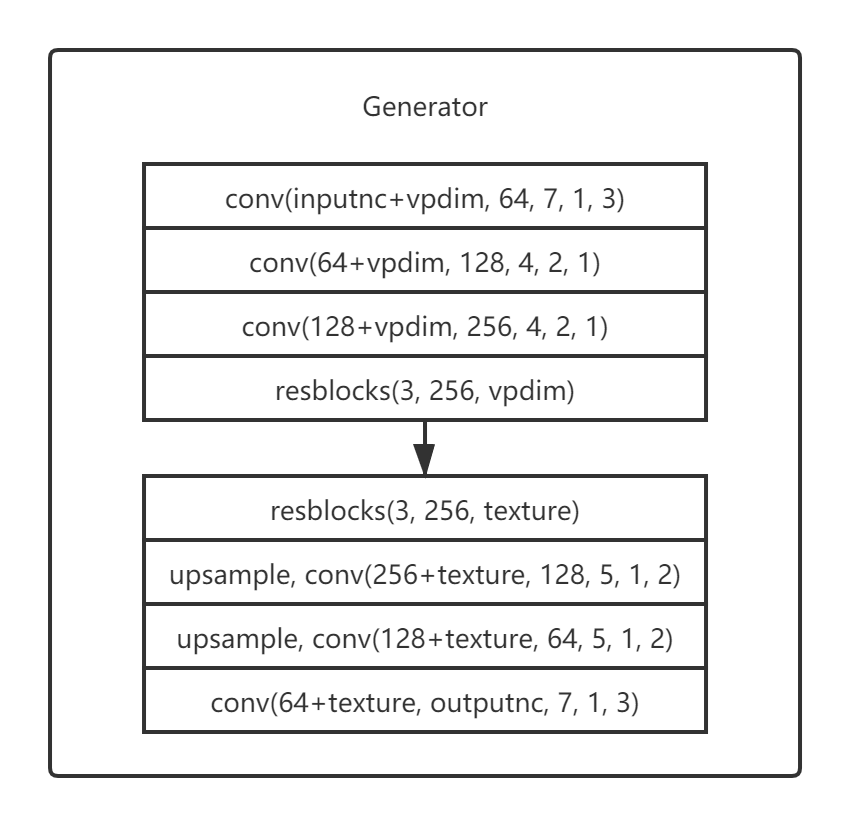 Generator
conv(inputnc+vpdim, 64, 7, 1, 3)
conv(64+vpdim, 128, 4, 2, 1)
conv(128+vpdim, 256, 4, 2, 1)
resblocks(3, 256, vpdim)
resblocks(3, 256, texture)
upsample, conv(256+texture, 128, 5, 1, 2)
upsample, conv(128+texture, 64, 5, 1, 2)
conv(64+texture, outputnc, 7, 1, 3)